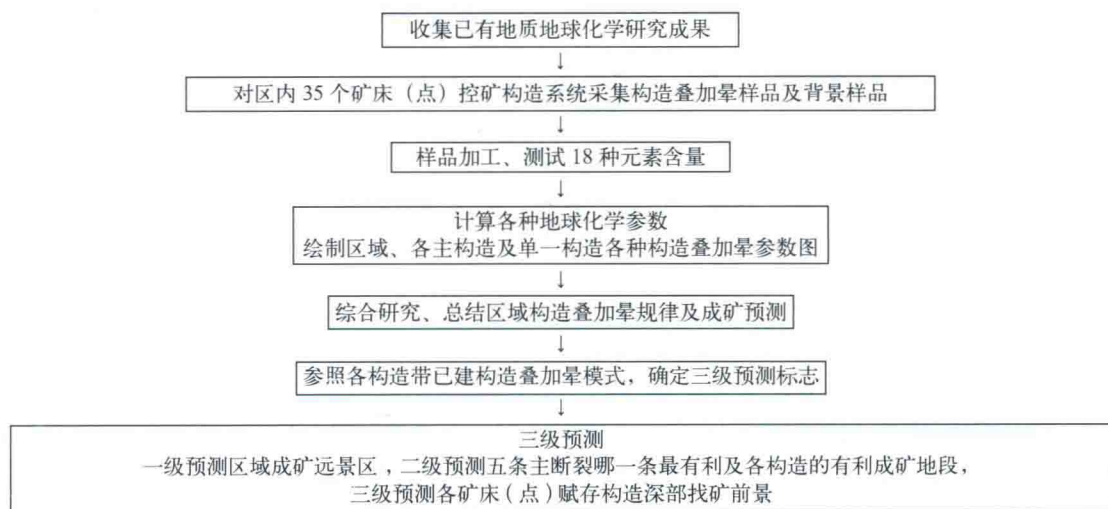 收集已有地质地球化学研究成果
↓
对区内 35 个矿床（点）控矿构造系统采集构造叠加晕样品及背景样品
↓
样品加工、测试 18 种元素含量
↓
计算各种地球化学参数
绘制区域、各主构造及单一构造各种构造叠加晕参数图
↓
综合研究、总结区域构造叠加晕规律及成矿预测
↓
参照各构造带已建构造叠加晕模式，确定三级预测标志
↓
三级预测
一级预测区域成矿远景区，二级预测五条主断裂哪一条最有利及各构造的有利成矿地段，
三级预测各矿床（点）赋存构造深部找矿前景